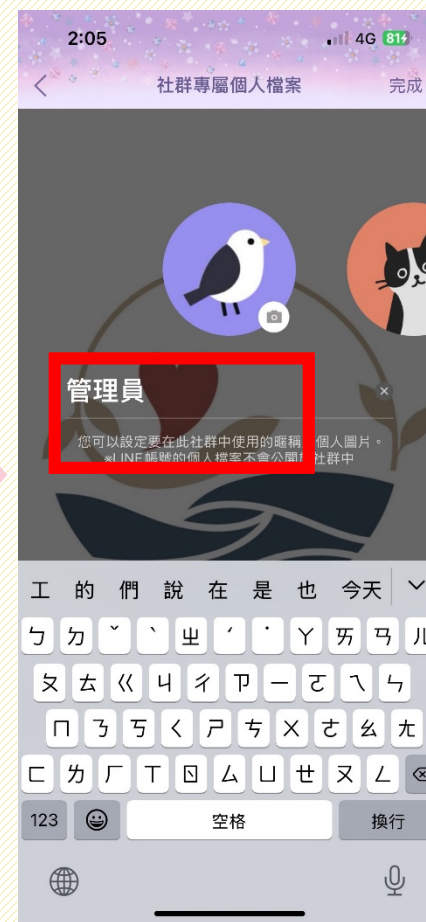 2:05 4G 81
社群專屬個人檔案 完成
管理員
您可以設定要在此社群中使用的暱稱 個人圖片。
※LINE帳號的個人檔案不會公開於社群中
工 的 們 說 在 是 也 今天
ㄅ ㄉ ˇ ˋ ㄓ ˊ ˙ ㄚ ㄞ ㄢ ㄦ
ㄆ ㄊ ㄍ ㄐ ㄔ ㄗ ㄧ ㄛ ㄟ ㄣ
ㄇ ㄋ ㄎ ㄑ ㄕ ㄘ ㄨ ㄜ ㄠ ㄤ
ㄈ ㄌ ㄏ ㄒ ㄖ ㄙ ㄩ ㄝ ㄡ ㄥ
123 空格 換行